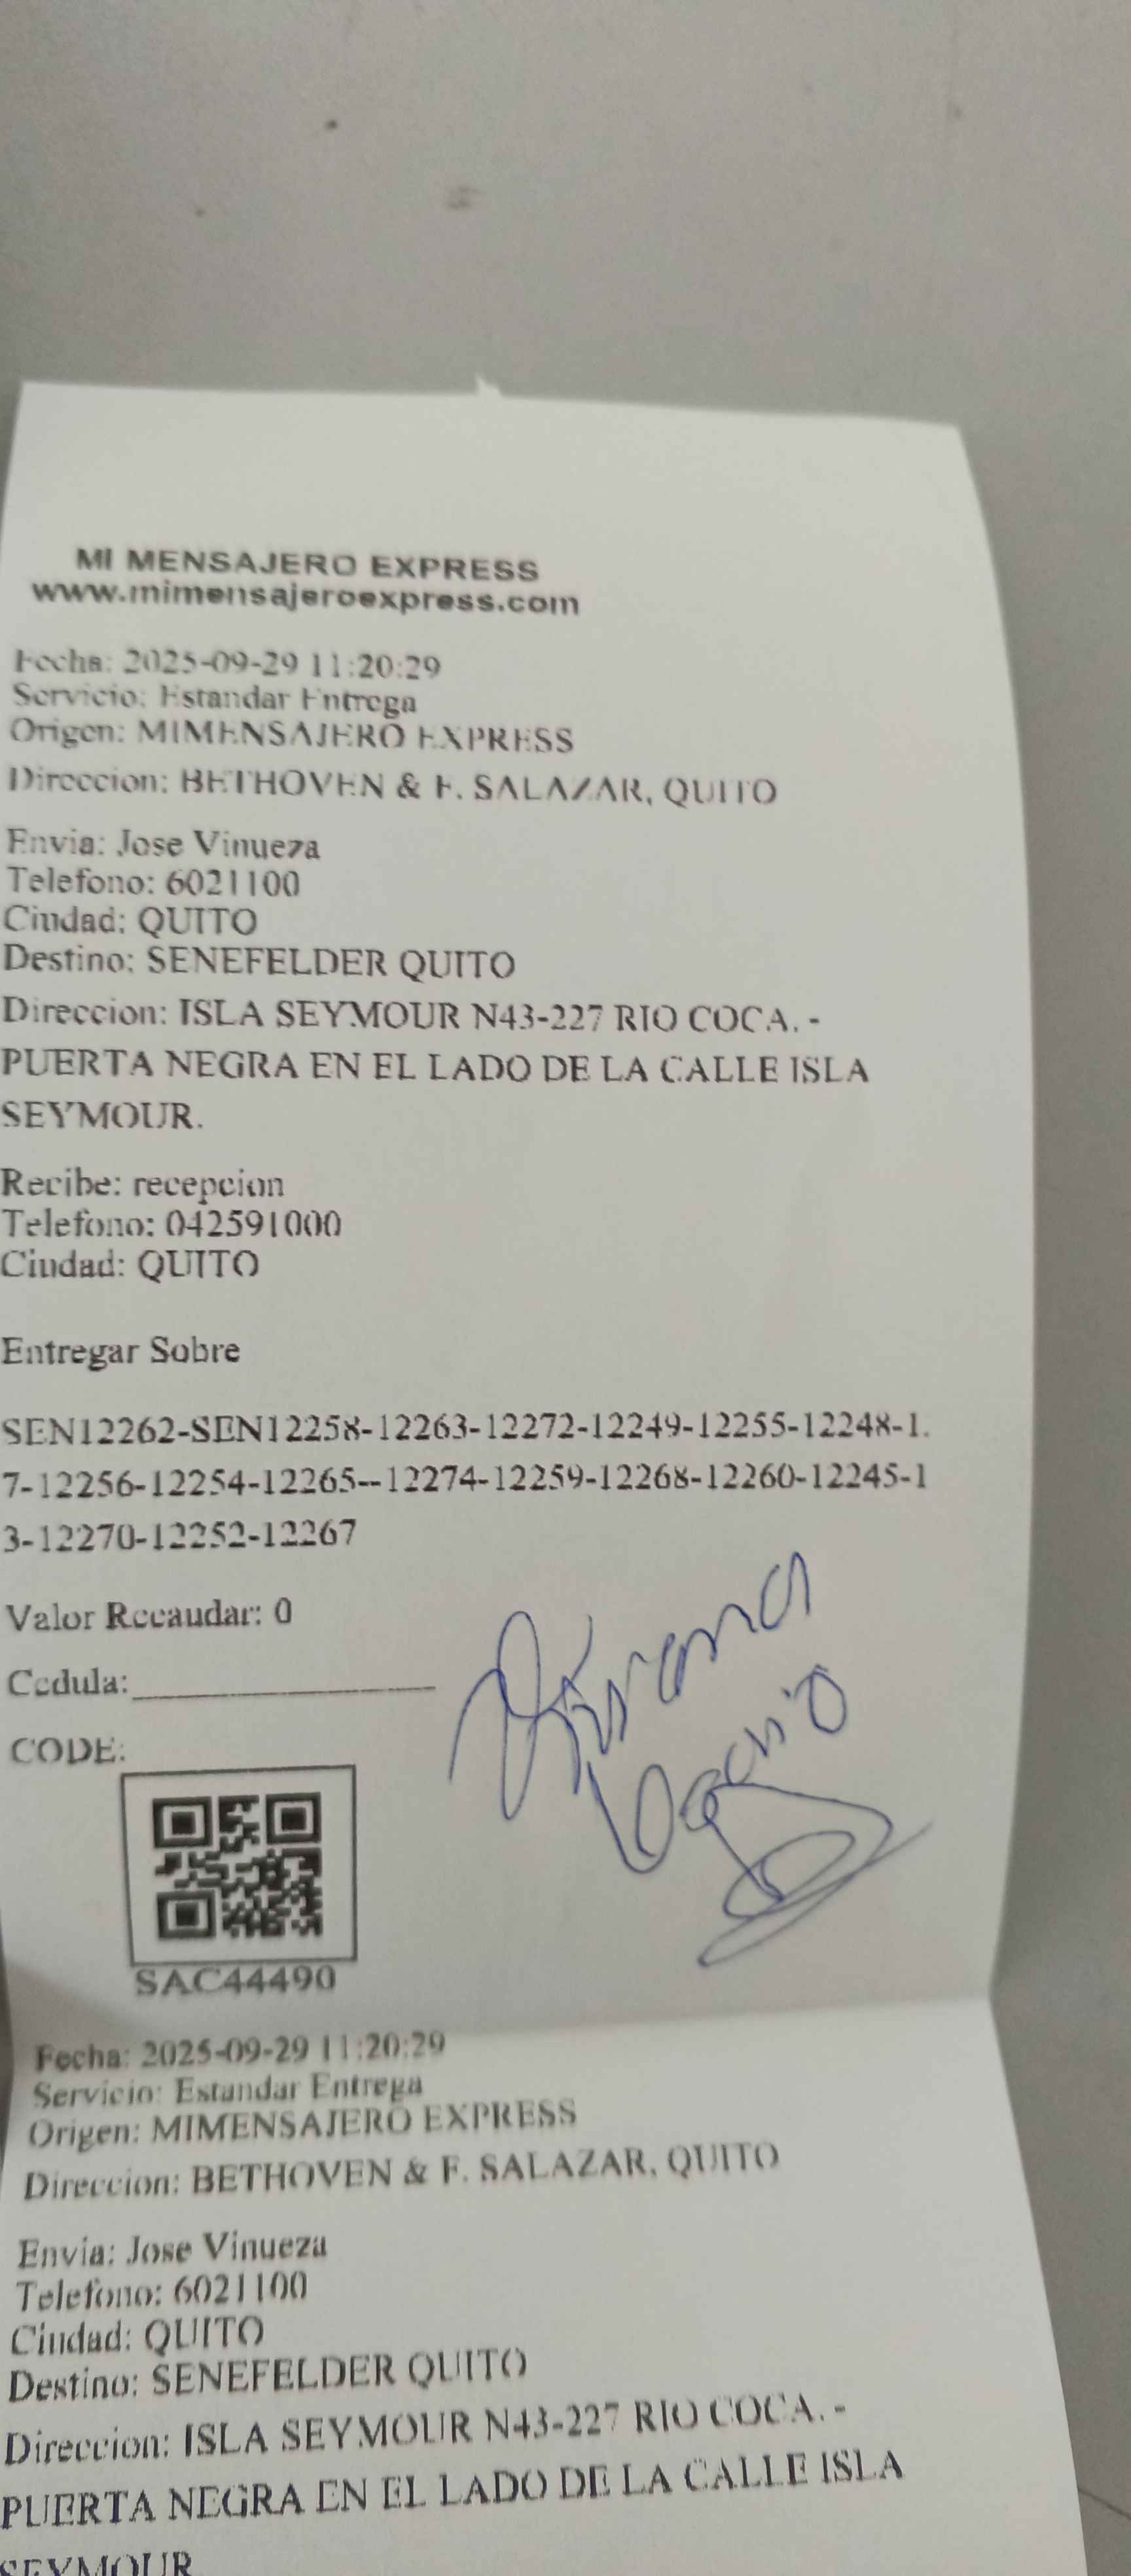 MI MENSAJERO EXPRESS
www.mimensajeroexpress.com
Fecha: 2025-09-29 11:20:29
Servicio: Estandar Entrega
Origen: MIMENSAJERO EXPRESS
Direccion: BETHOVEN & F. SALAZAR, QUITO
Envia: Jose Vinueza
Telefono: 6021100
Ciudad: QUITO
Destino: SENEFELDER QUITO
Direccion: ISLA SEYMOUR N43-227 RIO COCA. -
PUERTA NEGRA EN EL LADO DE LA CALLE ISLA
SEYMOUR.
Recibe: recepcion
Telefono: 042591000
Ciudad: QUITO
Entregar Sobre
SEN12262-SEN12258-12263-12272-12249-12255-12248-1.
7-12256-12254-12265--12274-12259-12268-12260-12245-1
3-12270-12252-12267
Valor Recaudar: 0
Cedula:
CODE:
SAC44490
Fecha: 2025-09-29 11:20:29
Servicio: Estandar Entrega
Origen: MIMENSAJERO EXPRESS
Direccion: BETHOVEN & F. SALAZAR, QUITO
Envia: Jose Vinueza
Telefono: 6021100
Ciudad: QUITO
Destino: SENEFELDER QUITO
Direccion: ISLA SEYMOUR N43-227 RIO COCA. -
PUERTA NEGRA EN EL LADO DE LA CALLE ISLA
SEYMOUR